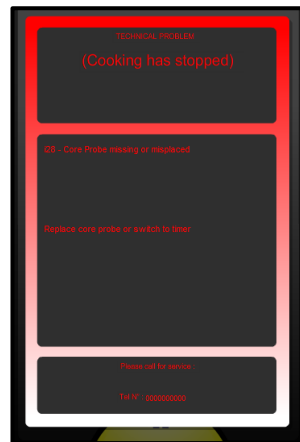 TECHNICAL PROBLEM
(Cooking has stopped)
I26 - Core Probe missing or misplaced
Replace core probe or switch to timer
Please call for service.
Tel N° : 0000000000